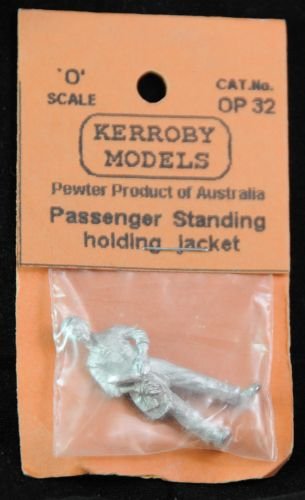 'O'
SCALE
CAT.No.
OP 32
KERROBY
MODELS
Pewter Product of Australia
Passenger Standing
holding jacket